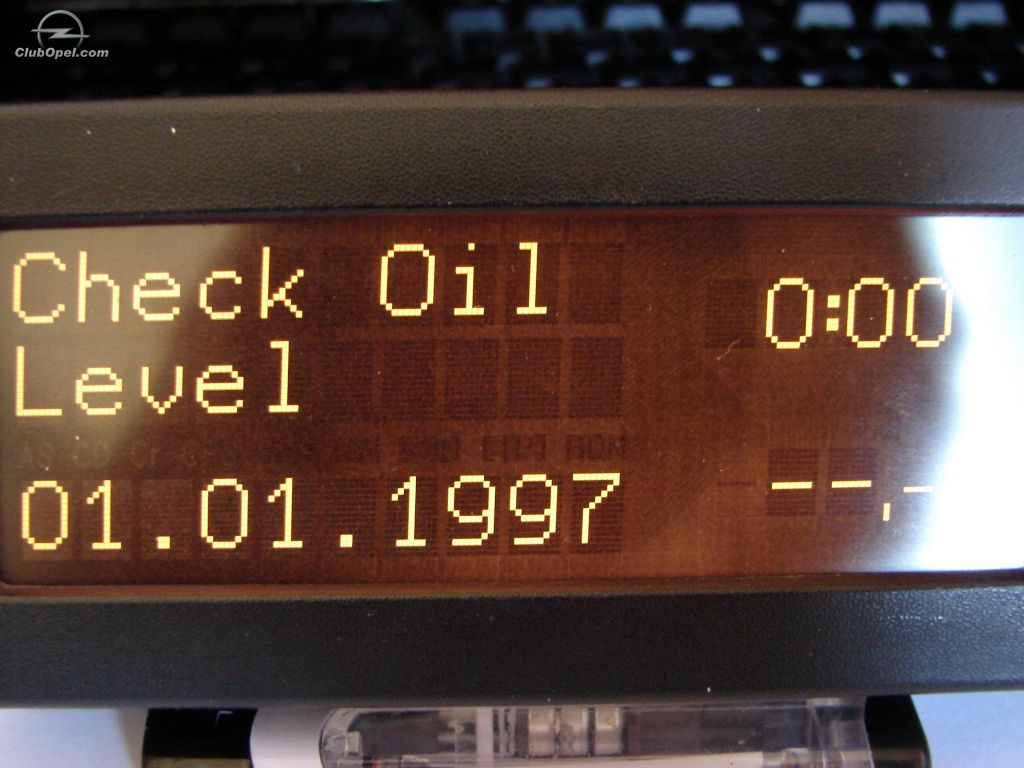 ClubOpel.com
Check Oil
Level
0:00
01.01.1997
--,-